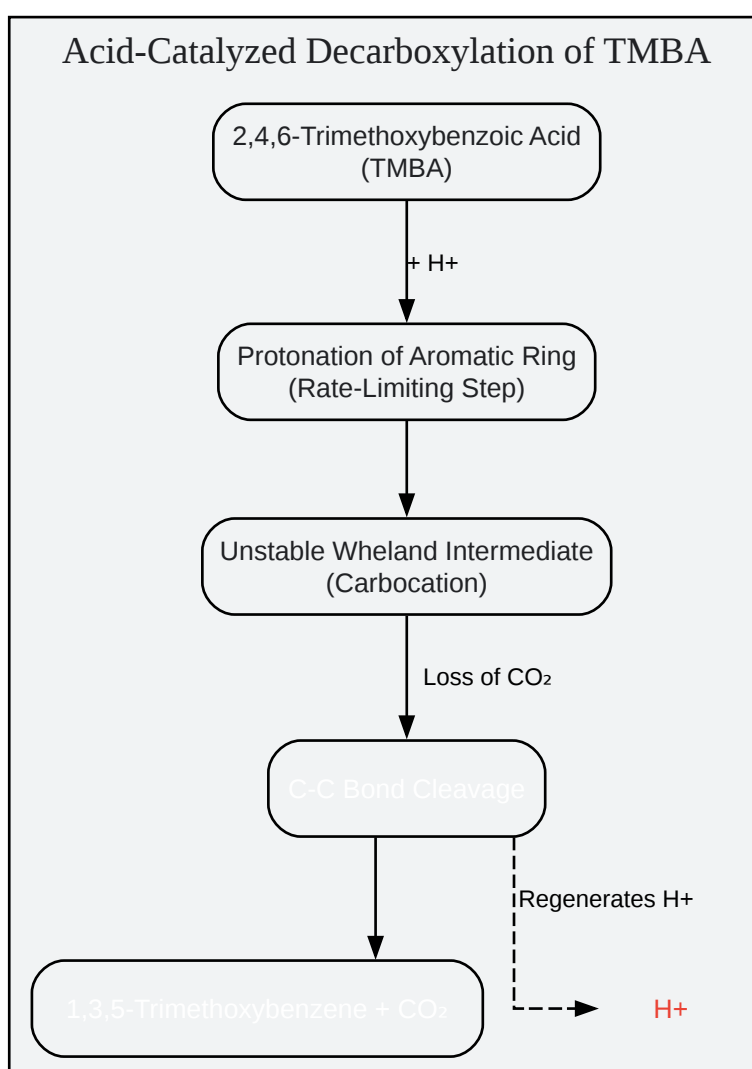 Acid-Catalyzed Decarboxylation of TMBA
2,4,6-Trimethoxybenzoic Acid
(TMBA)
+ H+
Protonation of Aromatic Ring
(Rate-Limiting Step)
Unstable Wheland Intermediate
(Carbocation)
Loss of CO₂
C-C Bond Cleavage
Regenerates H+
1,3,5-Trimethoxybenzene + CO₂
H+